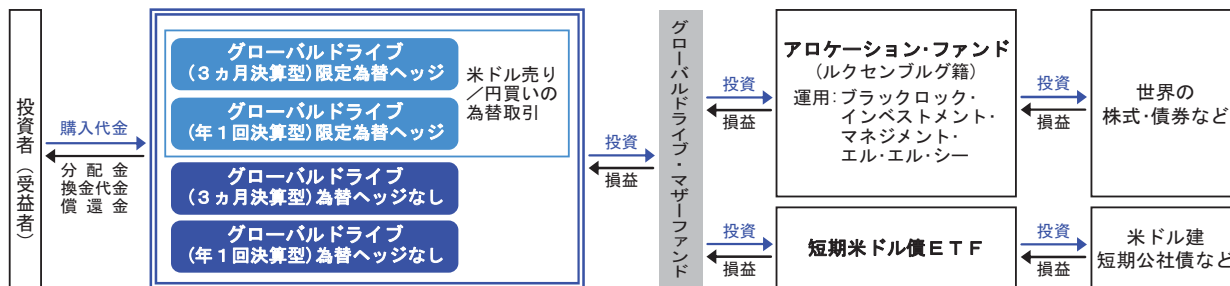 投資者（受益者）
購入代金
分配金
換金代金
償還金
グローバルドライブ
（３ヵ月決算型）限定為替ヘッジ
グローバルドライブ
（年１回決算型）限定為替ヘッジ
米ドル売り
／円買いの
為替取引
グローバルドライブ
（３ヵ月決算型）為替ヘッジなし
グローバルドライブ
（年１回決算型）為替ヘッジなし
投資
損益
グローバルドライブ・マザーファンド
投資
損益
アロケーション・ファンド
（ルクセンブルグ籍）
運用：ブラックロック・
インベストメント・
マネジメント・
エル・エル・シー
投資
損益
世界の
株式・債券など
投資
損益
短期米ドル債ＥＴＦ
投資
損益
米ドル建
短期公社債など